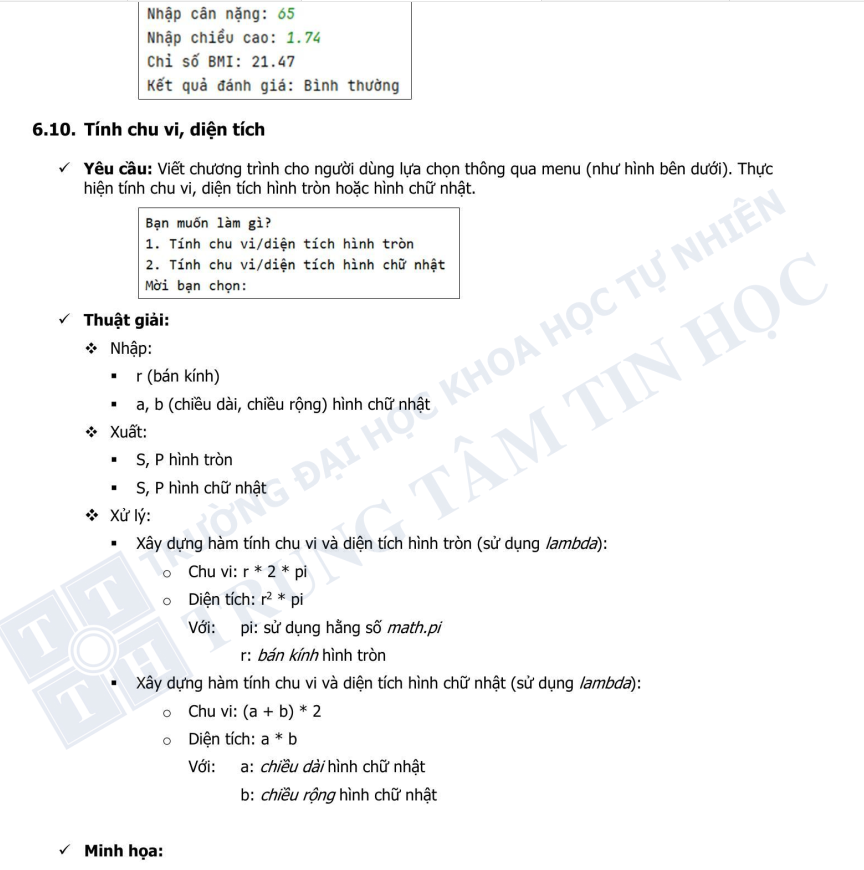 Nhập cân nặng: 65
Nhập chiều cao: 1.74
Chỉ số BMI: 21.47
Kết quả đánh giá: Bình thường
6.10. Tính chu vi, diện tích
✓ Yêu cầu: Viết chương trình cho người dùng lựa chọn thông qua menu (như hình bên dưới). Thực
hiện tính chu vi, diện tích hình tròn hoặc hình chữ nhật.
Bạn muốn làm gì?
1. Tính chu vi/diện tích hình tròn
2. Tính chu vi/diện tích hình chữ nhật
Mời bạn chọn:
✓ Thuật giải:
❖ Nhập:
▪ r (bán kính)
▪ a, b (chiều dài, chiều rộng) hình chữ nhật
❖ Xuất:
▪ S, P hình tròn
▪ S, P hình chữ nhật
❖ Xử lý:
▪ Xây dựng hàm tính chu vi và diện tích hình tròn (sử dụng lambda):
o Chu vi: r * 2 * pi
o Diện tích: r² * pi
Với: pi: sử dụng hằng số math.pi
r: bán kính hình tròn
▪ Xây dựng hàm tính chu vi và diện tích hình chữ nhật (sử dụng lambda):
o Chu vi: (a + b) * 2
o Diện tích: a * b
Với: a: chiều dài hình chữ nhật
b: chiều rộng hình chữ nhật
✓ Minh họa:
TRƯỜNG ĐẠI HỌC KHOA HỌC TỰ NHIÊN
TRUNG TÂM TIN HỌC
T T
T H